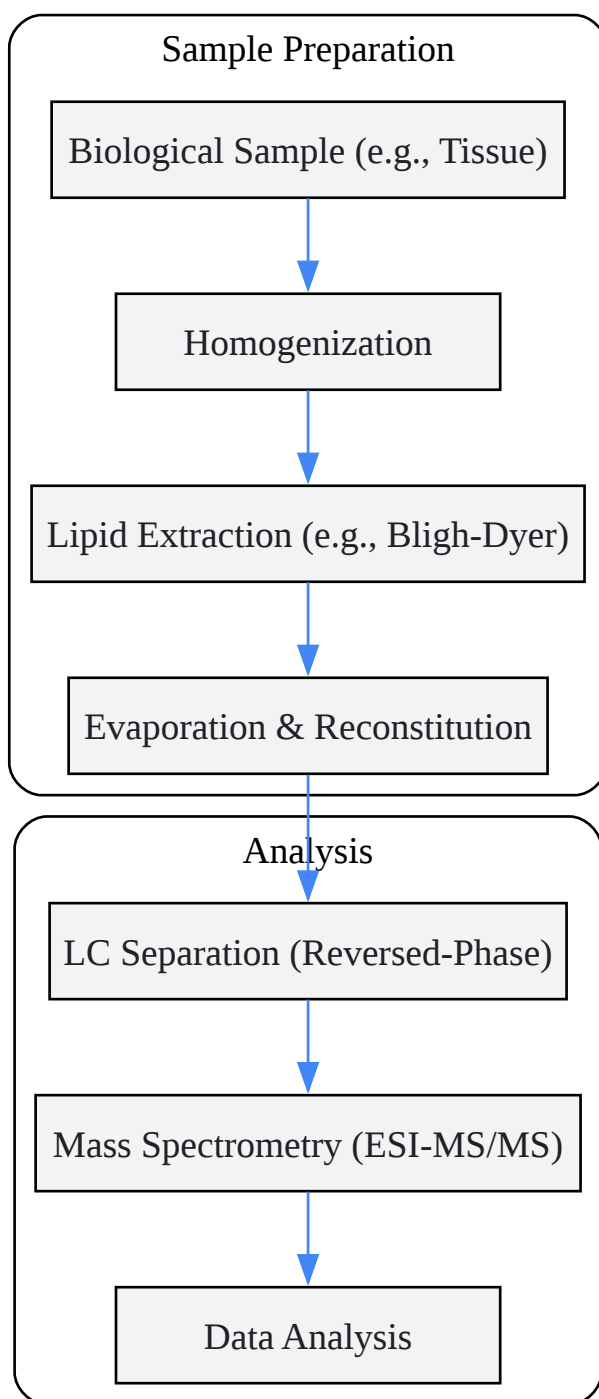 Sample Preparation
Biological Sample (e.g., Tissue)
Homogenization
Lipid Extraction (e.g., Bligh-Dyer)
Evaporation & Reconstitution
Analysis
LC Separation (Reversed-Phase)
Mass Spectrometry (ESI-MS/MS)
Data Analysis